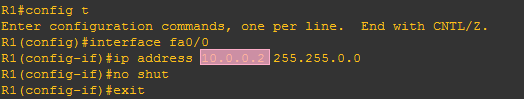 R1#config t
Enter configuration commands, one per line.  End with CNTL/Z.
R1(config)#interface fa0/0
R1(config-if)#ip address 10.0.0.2 255.255.0.0
R1(config-if)#no shut
R1(config-if)#exit